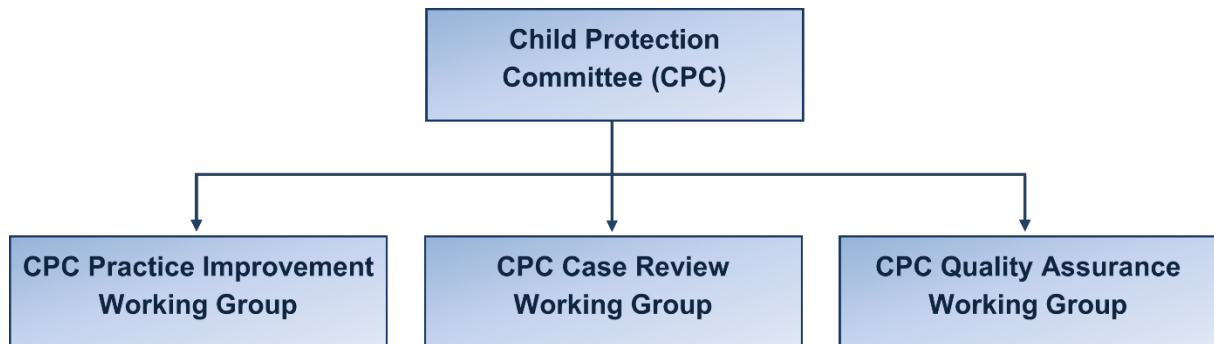 Child Protection
Committee (CPC)
CPC Practice Improvement
Working Group
CPC Case Review
Working Group
CPC Quality Assurance
Working Group